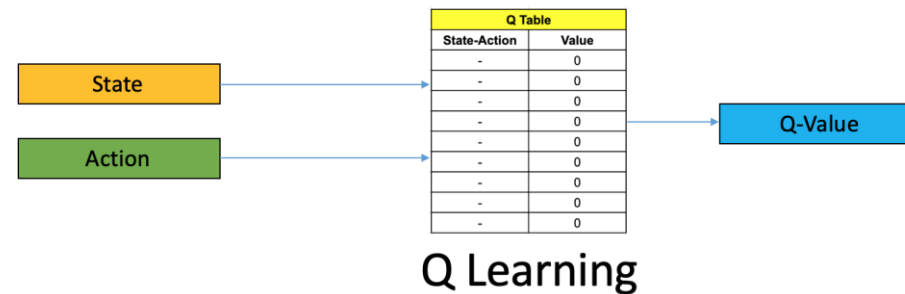 Q Table
State-Action Value
- 0
- 0
- 0
- 0
- 0
- 0
- 0
- 0
- 0
State
Action
Q-Value
Q Learning